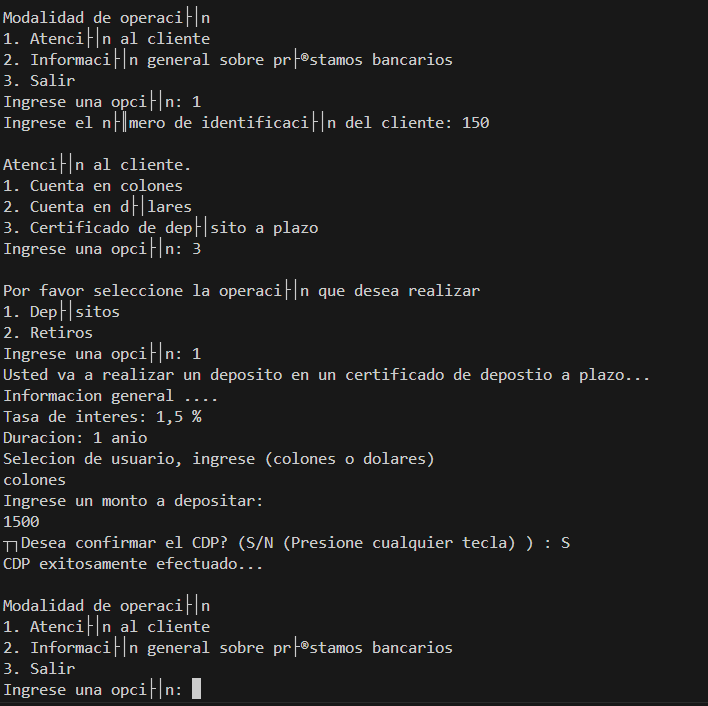 Modalidad de operaci├│n
1. Atenci├│n al cliente
2. Informaci├│n general sobre pr├®stamos bancarios
3. Salir
Ingrese una opci├│n: 1
Ingrese el n├║mero de identificaci├│n del cliente: 150
Atenci├│n al cliente.
1. Cuenta en colones
2. Cuenta en d├│lares
3. Certificado de dep├│sito a plazo
Ingrese una opci├│n: 3
Por favor seleccione la operaci├│n que desea realizar
1. Dep├│sitos
2. Retiros
Ingrese una opci├│n: 1
Usted va a realizar un deposito en un certificado de depostio a plazo...
Informacion general ....
Tasa de interes: 1,5 %
Duracion: 1 anio
Selecion de usuario, ingrese (colones o dolares)
colones
Ingrese un monto a depositar:
1500
┬┐Desea confirmar el CDP? (S/N (Presione cualquier tecla) ) : S
CDP exitosamente efectuado...
Modalidad de operaci├│n
1. Atenci├│n al cliente
2. Informaci├│n general sobre pr├®stamos bancarios
3. Salir
Ingrese una opci├│n: